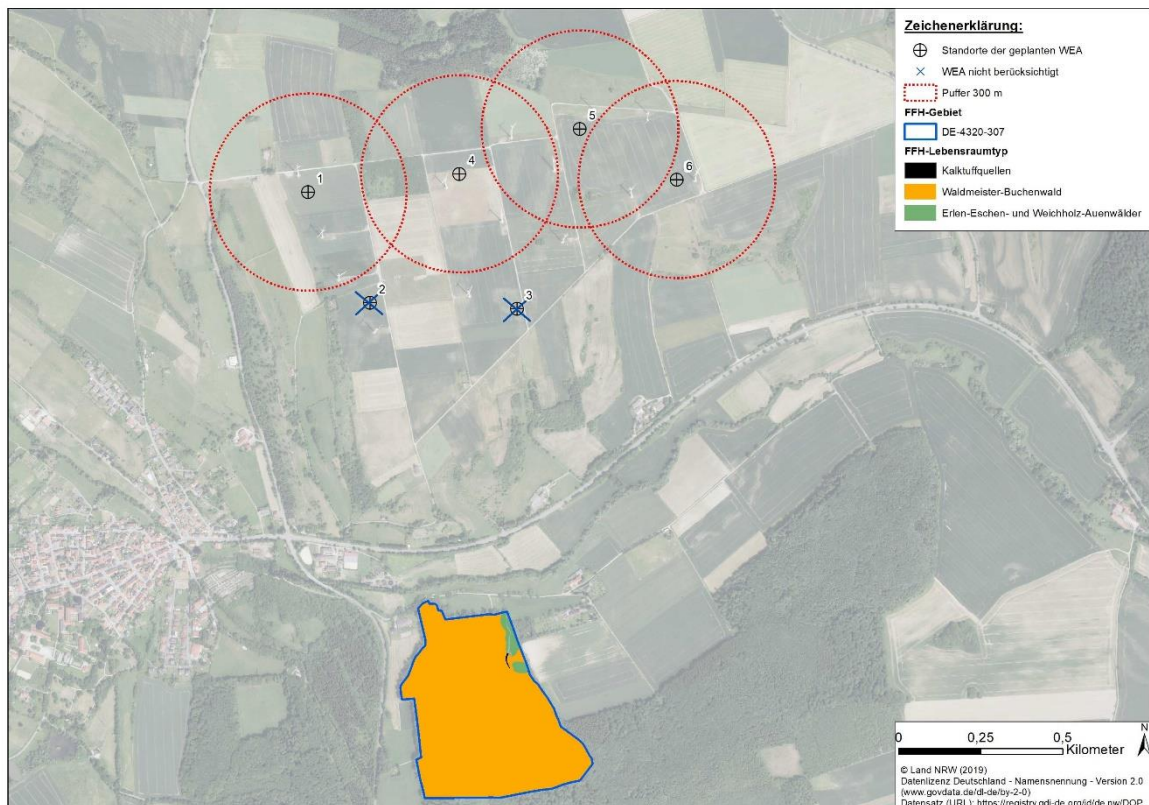 Zeichenerklärung:
Standorte der geplanten WEA
WEA nicht berücksichtigt
Puffer 300 m
FFH-Gebiet
DE-4320-307
FFH-Lebensraumtyp
Kalktuffquellen
Waldmeister-Buchenwald
Erlen-Eschen- und Weichholz-Auenwälder
1
2
3
4
5
6
0 0,25 0,5
Kilometer
N
© Land NRW (2019)
Datenlizenz Deutschland - Namensnennung - Version 2.0
(www.govdata.de/dl-de/by-2-0)
Datensatz (URL): https://registry.gdi-de.org/id/de.nw/DOP